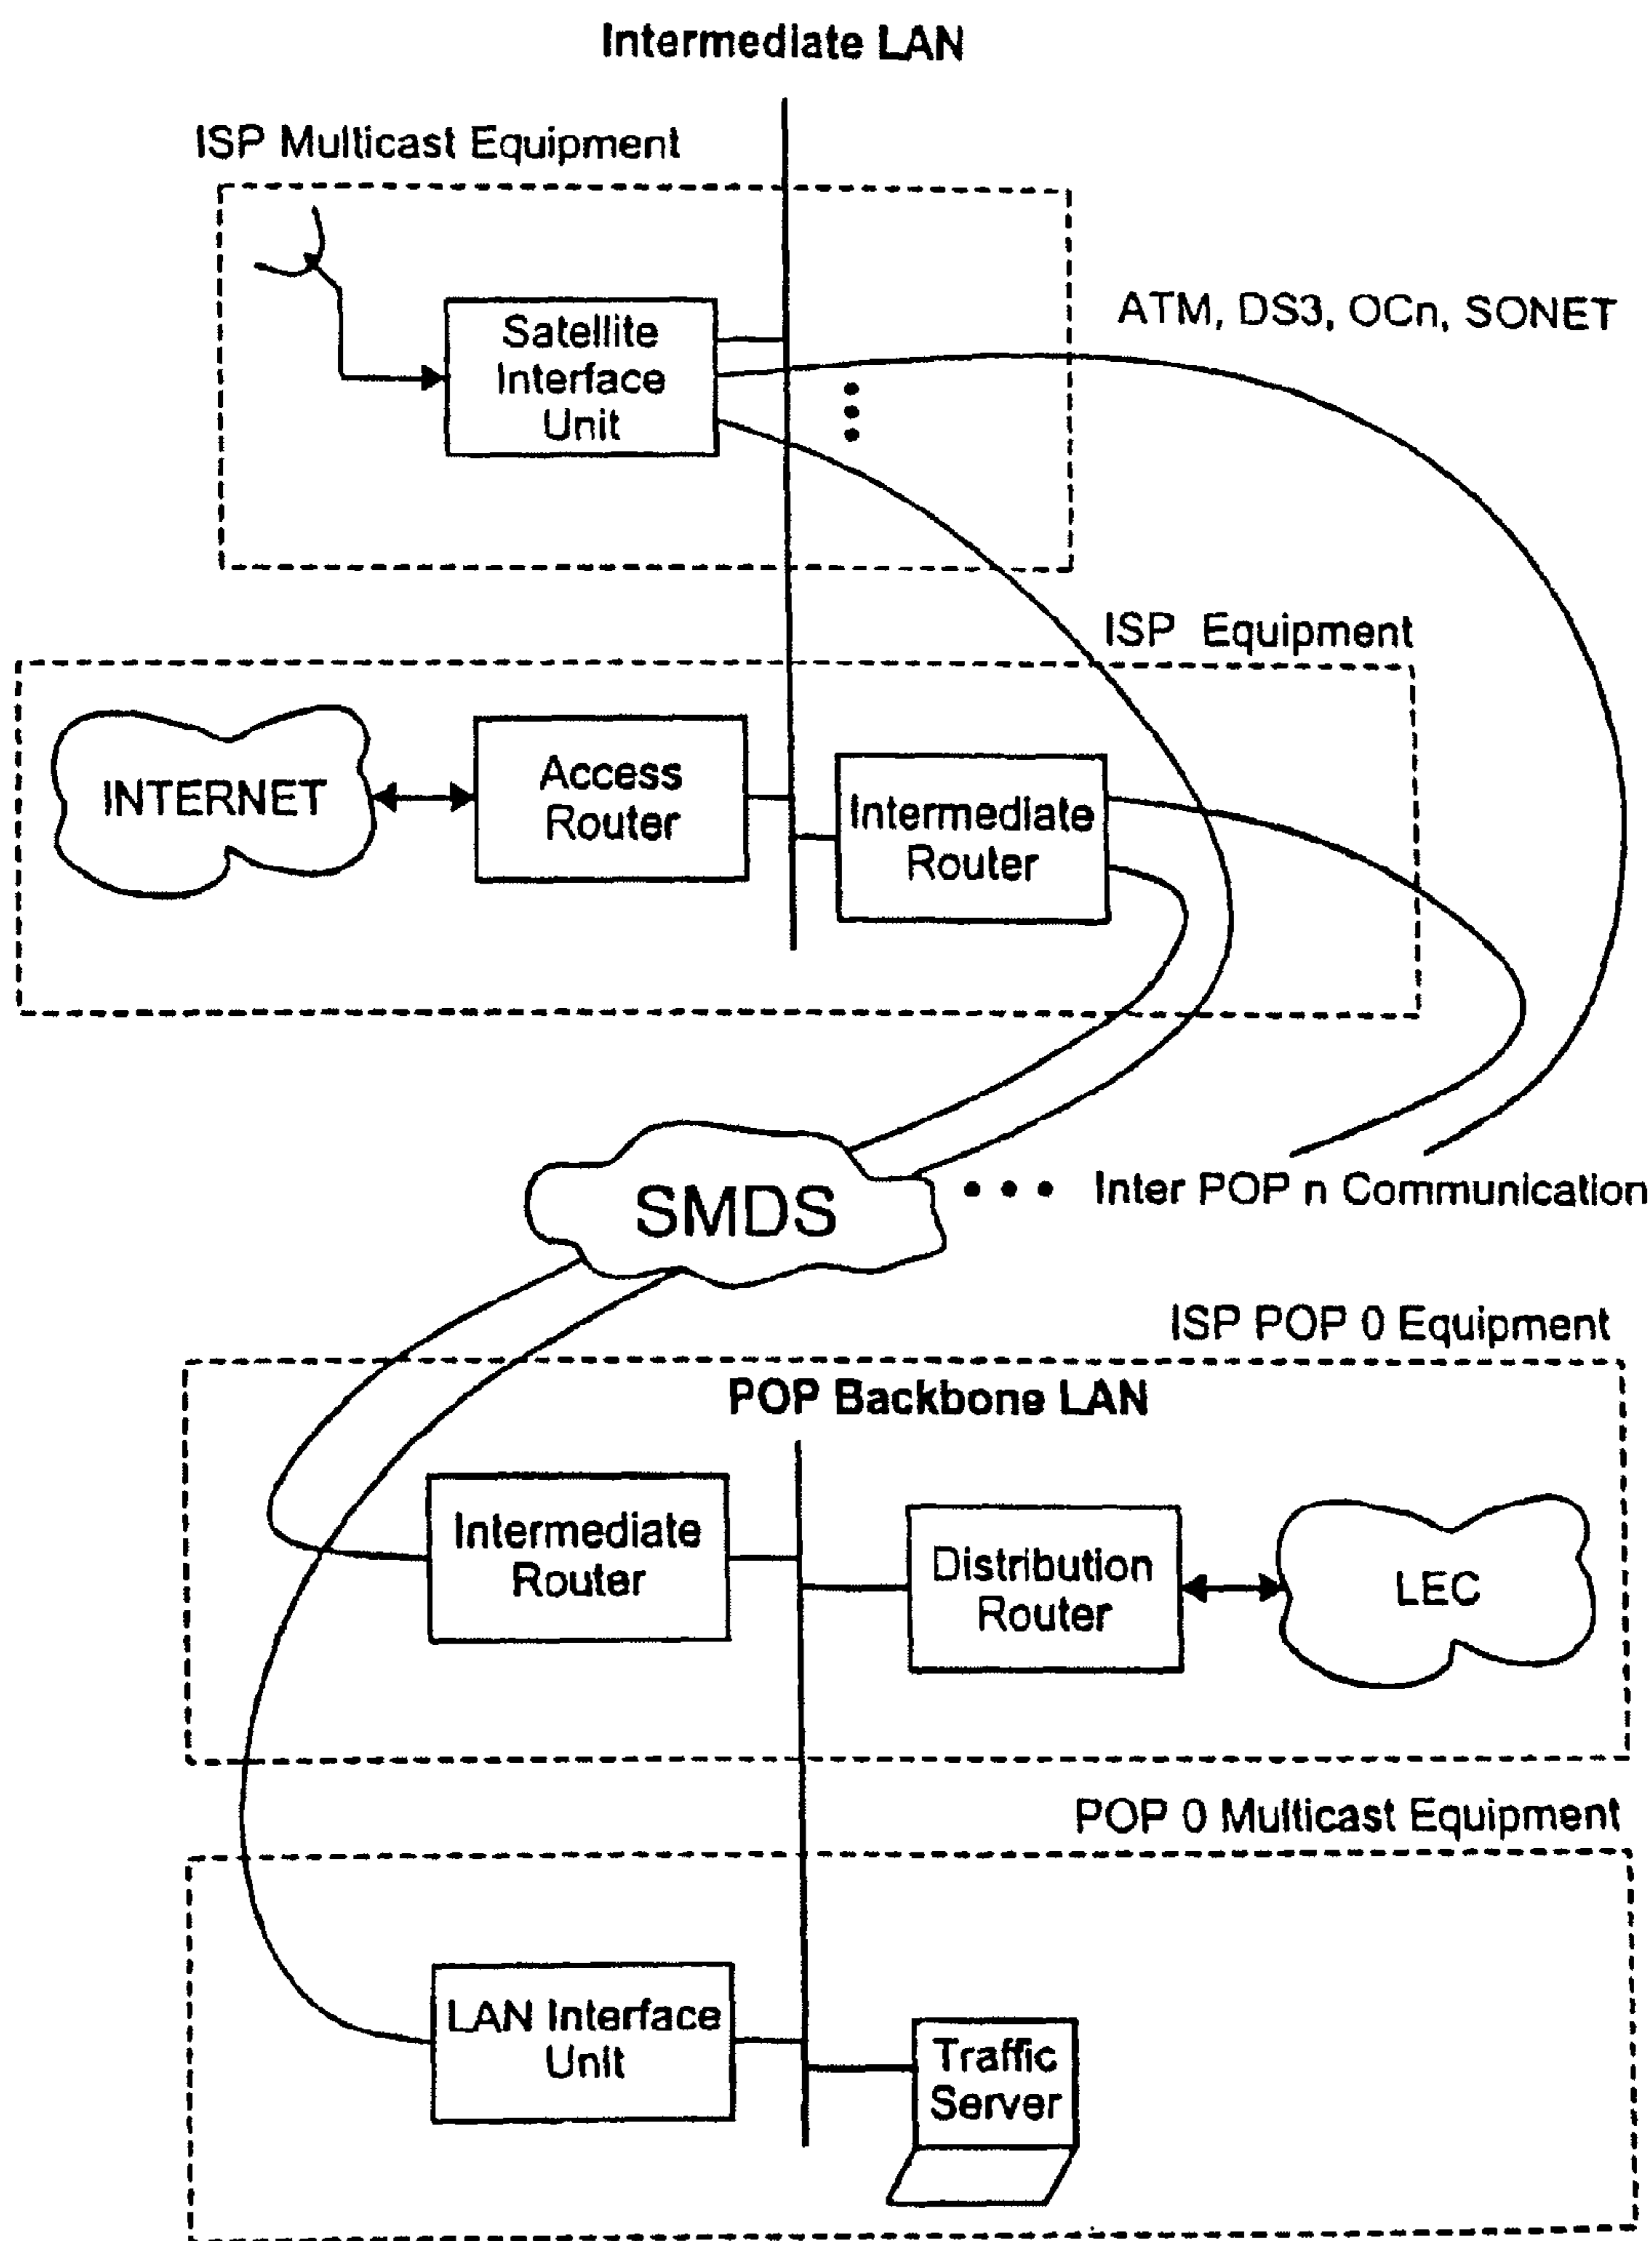 Intermediate LAN
ISP Multicast Equipment
Satellite
Interface
Unit
ATM, DS3, OCn, SONET
ISP Equipment
INTERNET
Access
Router
Intermediate
Router
SMDS
Inter POP n Communication
ISP POP 0 Equipment
POP Backbone LAN
Intermediate
Router
Distribution
Router
LEC
POP 0 Multicast Equipment
LAN Interface
Unit
Traffic
Server